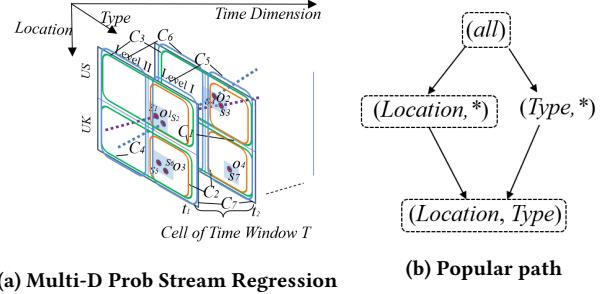 Time Dimension
Type
Location
C3 C6
C5
Level II
Level I
US
UK
o2
s3
o1 s2
C1
C4
s6 o3
s5
o4
s7
C2
C7
t1 t2
Cell of Time Window T
(a) Multi-D Prob Stream Regression
(all)
(Location,*)
(Type,*)
(Location, Type)
(b) Popular path